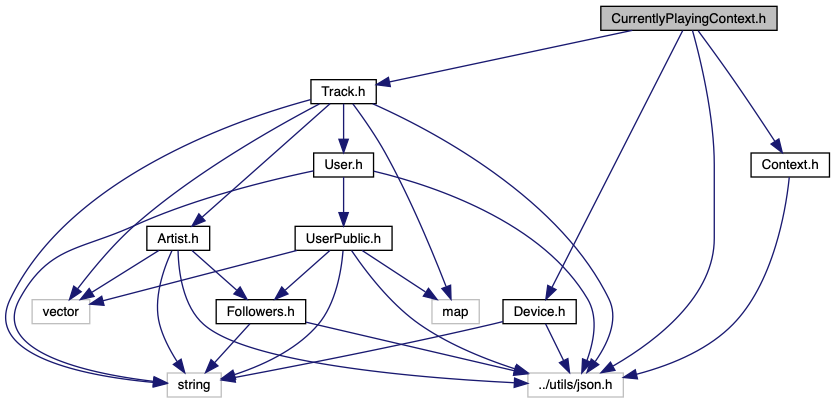 CurrentlyPlayingContext.h
Track.h
User.h
Context.h
Artist.h
UserPublic.h
vector
Followers.h
map
Device.h
string
../utils/json.h